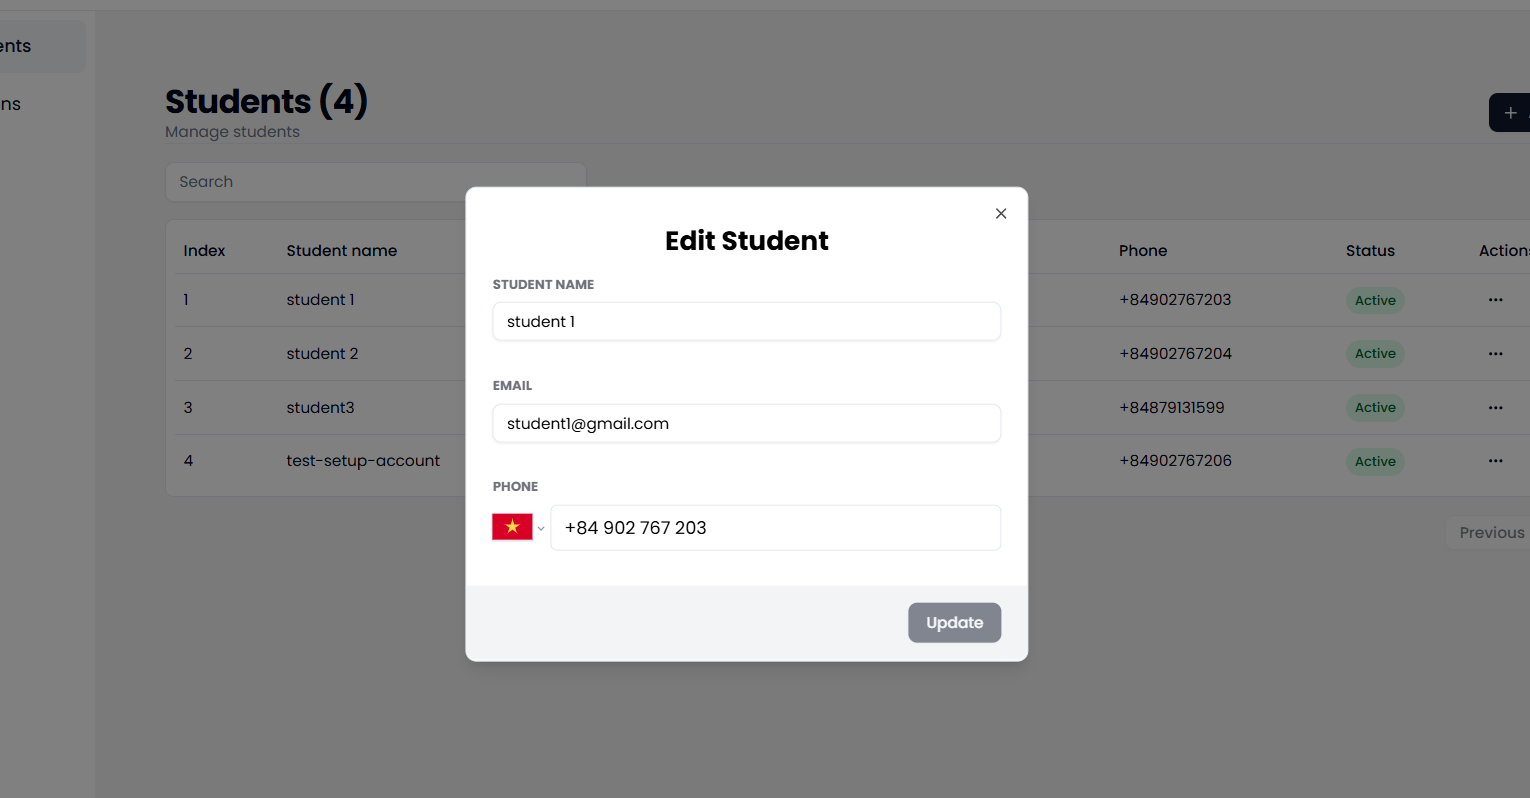 ents
ns
Students (4)
Manage students
+
Search
Index Student name Phone Status Actions
1 student 1 +84902767203 Active ...
2 student 2 +84902767204 Active ...
3 student3 +84879131599 Active ...
4 test-setup-account +84902767206 Active ...
Previous
Edit Student
STUDENT NAME
student 1
EMAIL
student1@gmail.com
PHONE
+84 902 767 203
Update